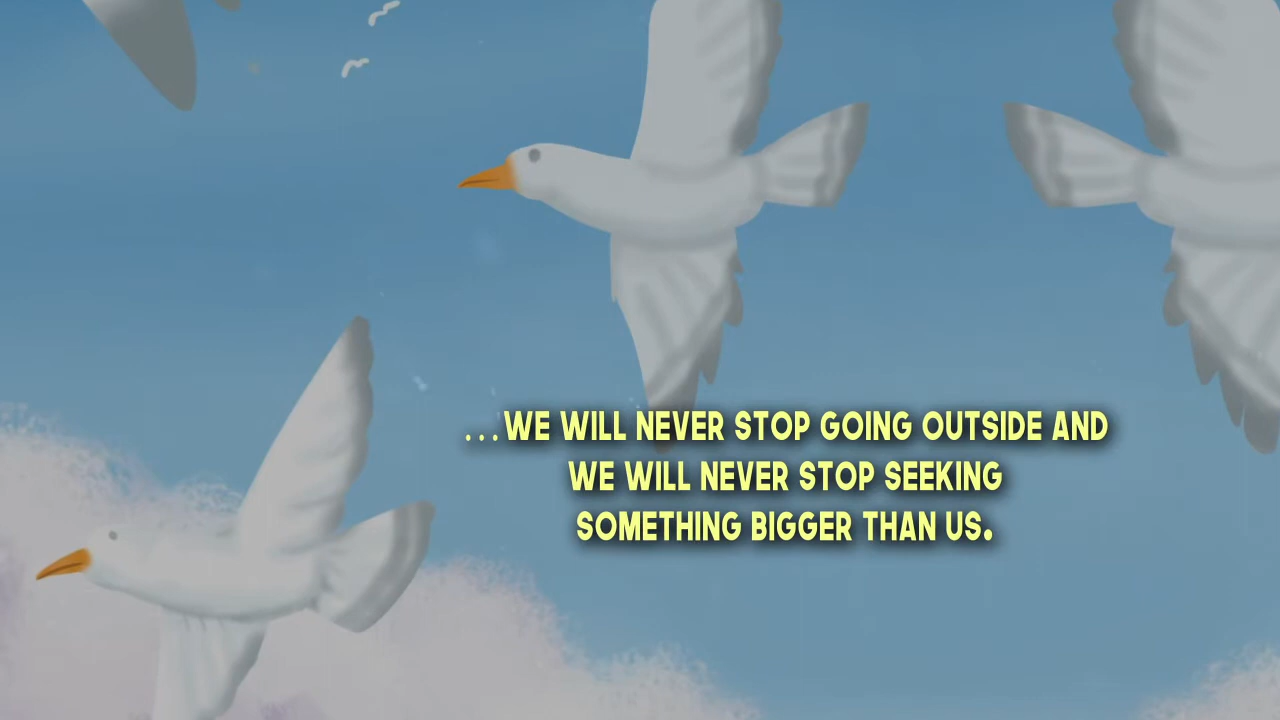 ...WE WILL NEVER STOP GOING OUTSIDE AND
WE WILL NEVER STOP SEEKING
SOMETHING BIGGER THAN US.